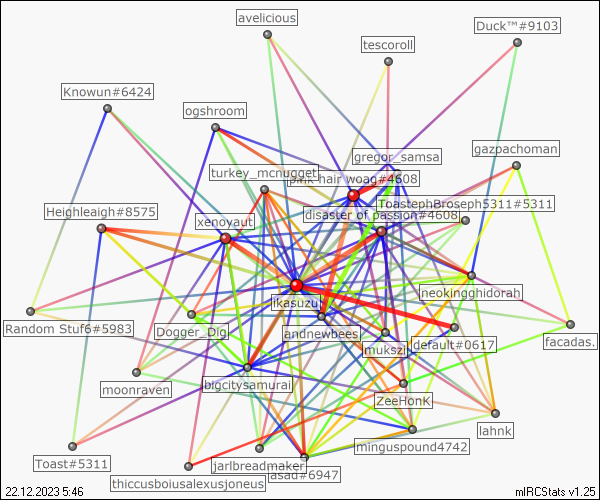 avelicious
Duck™#9103
tescoroll
Knowun#6424
ogshroom
gregor_samsa
gazpachoman
turkey_mcnugget
pink hair woag#4608
ToastephBroseph5311#5311
Heighleigh#8575
xenoyaut
disaster of passion#4608
likasuzu
neokingghidorah
Random Stuf6#5983
Dogger_Dig
andnewbees
mukszi
default#0617
facadas.
moonraven
bigcitysamurai
ZeeHonK
lahnk
minguspound4742
Toast#5311
jarlbreadmaker
asad#6947
thiccusboiusalexusjoneus
22.12.2023 5:46
mIRCStats v1.25